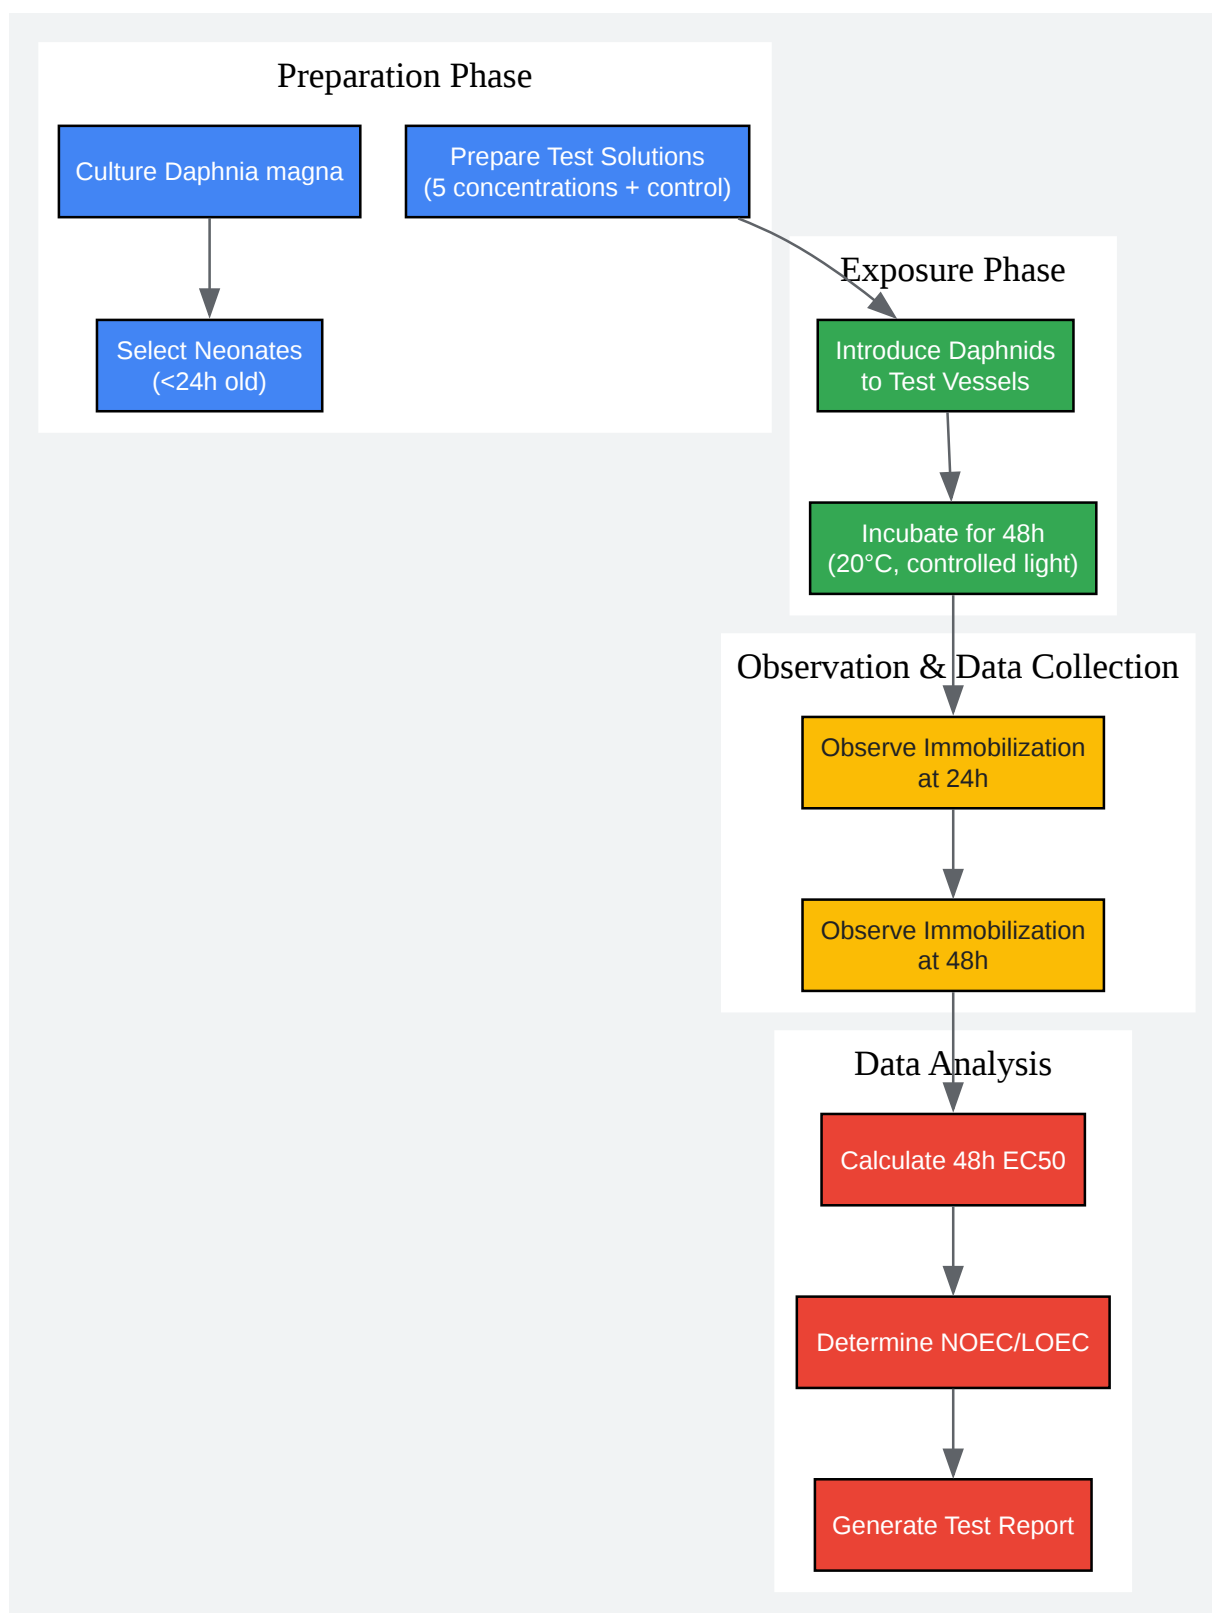 Preparation Phase
Culture Daphnia magna
Prepare Test Solutions
(5 concentrations + control)
Select Neonates
(<24h old)
Exposure Phase
Introduce Daphnids
to Test Vessels
Incubate for 48h
(20°C, controlled light)
Observation & Data Collection
Observe Immobilization
at 24h
Observe Immobilization
at 48h
Data Analysis
Calculate 48h EC50
Determine NOEC/LOEC
Generate Test Report